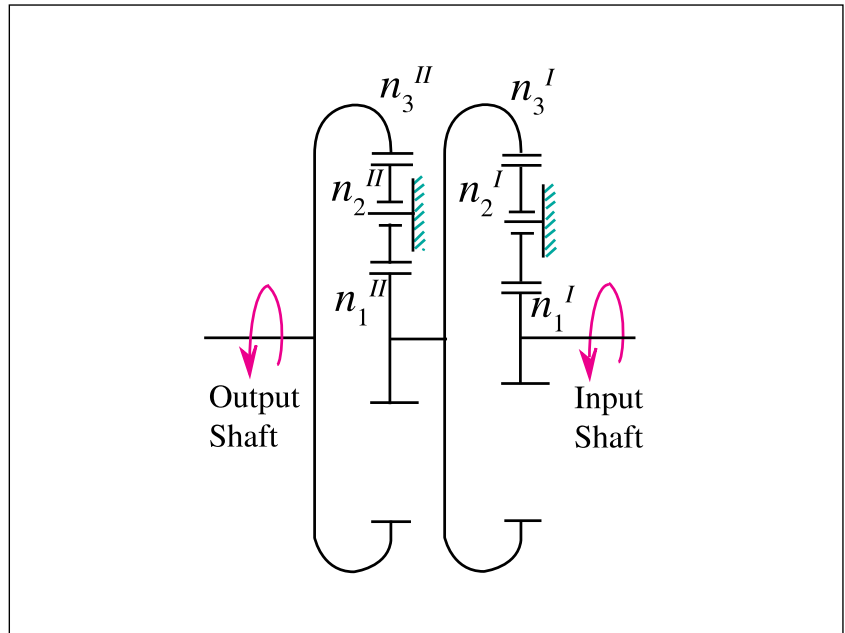 n₃ᴵᴵ
n₃ᴵ
n₂ᴵᴵ
n₂ᴵ
n₁ᴵᴵ
n₁ᴵ
Output
Shaft
Input
Shaft